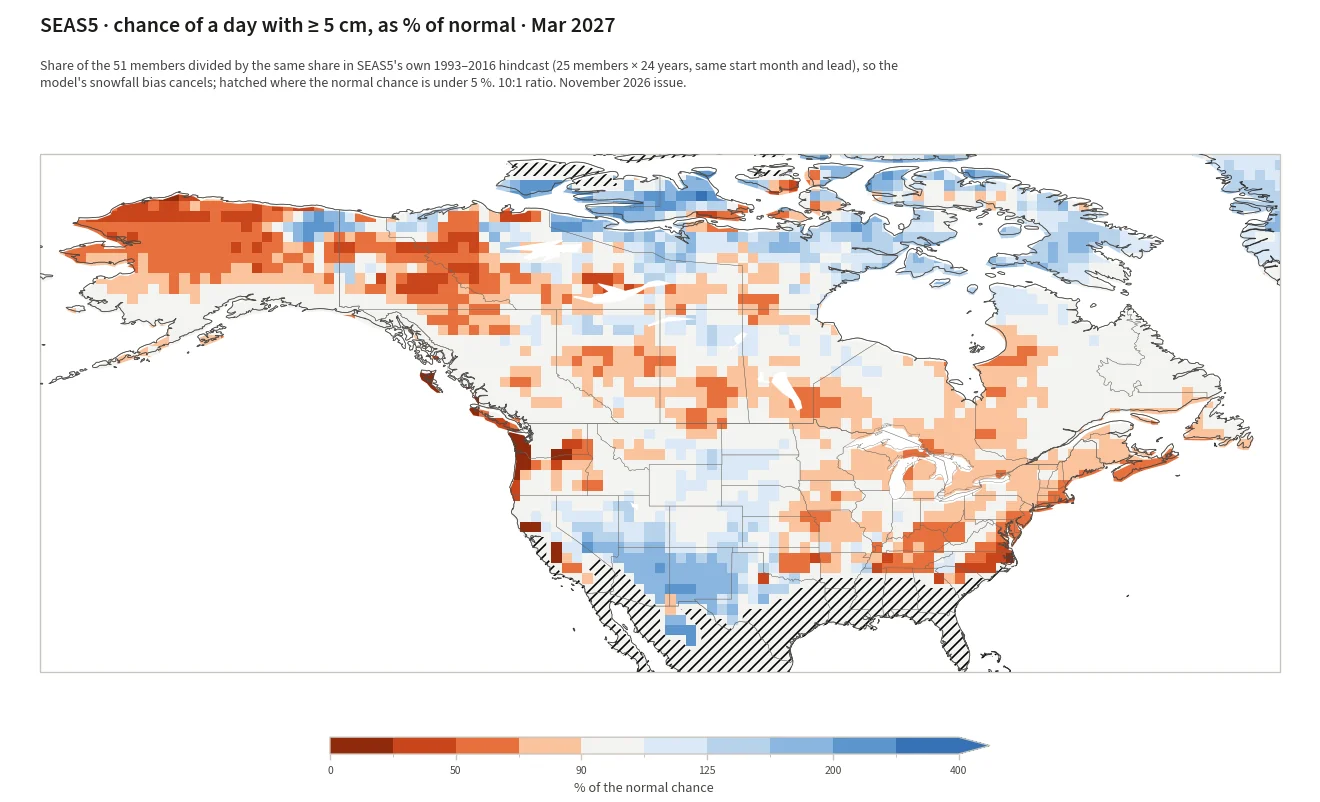 SEAS5 · chance of a day with ≥ 5 cm, as % of normal · Mar 2027
Share of the 51 members divided by the same share in SEAS5's own 1993–2016 hindcast (25 members × 24 years, same start month and lead), so the
model's snowfall bias cancels; hatched where the normal chance is under 5 %. 10:1 ratio. November 2026 issue.
0 50 90 125 200 400
% of the normal chance